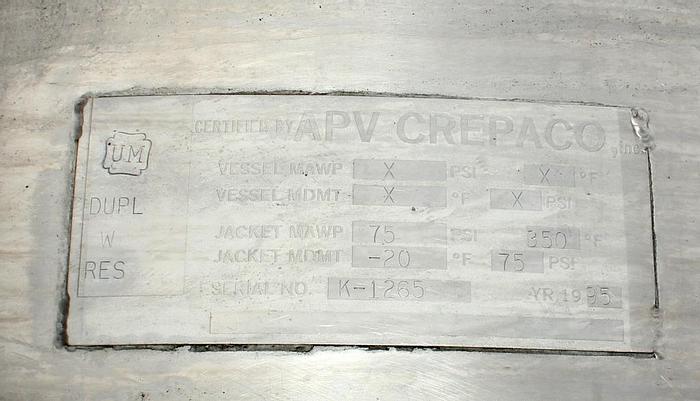 CERTIFIED BY APV CREPACO, inc.
UM
VESSEL MAWP X PSI X °F
VESSEL MDMT X °F X PSI
DUPL
W
RES
JACKET MAWP 75 PSI 350 °F
JACKET MDMT -20 °F 75 PSI
SERIAL NO. K-1265 YR. 1995